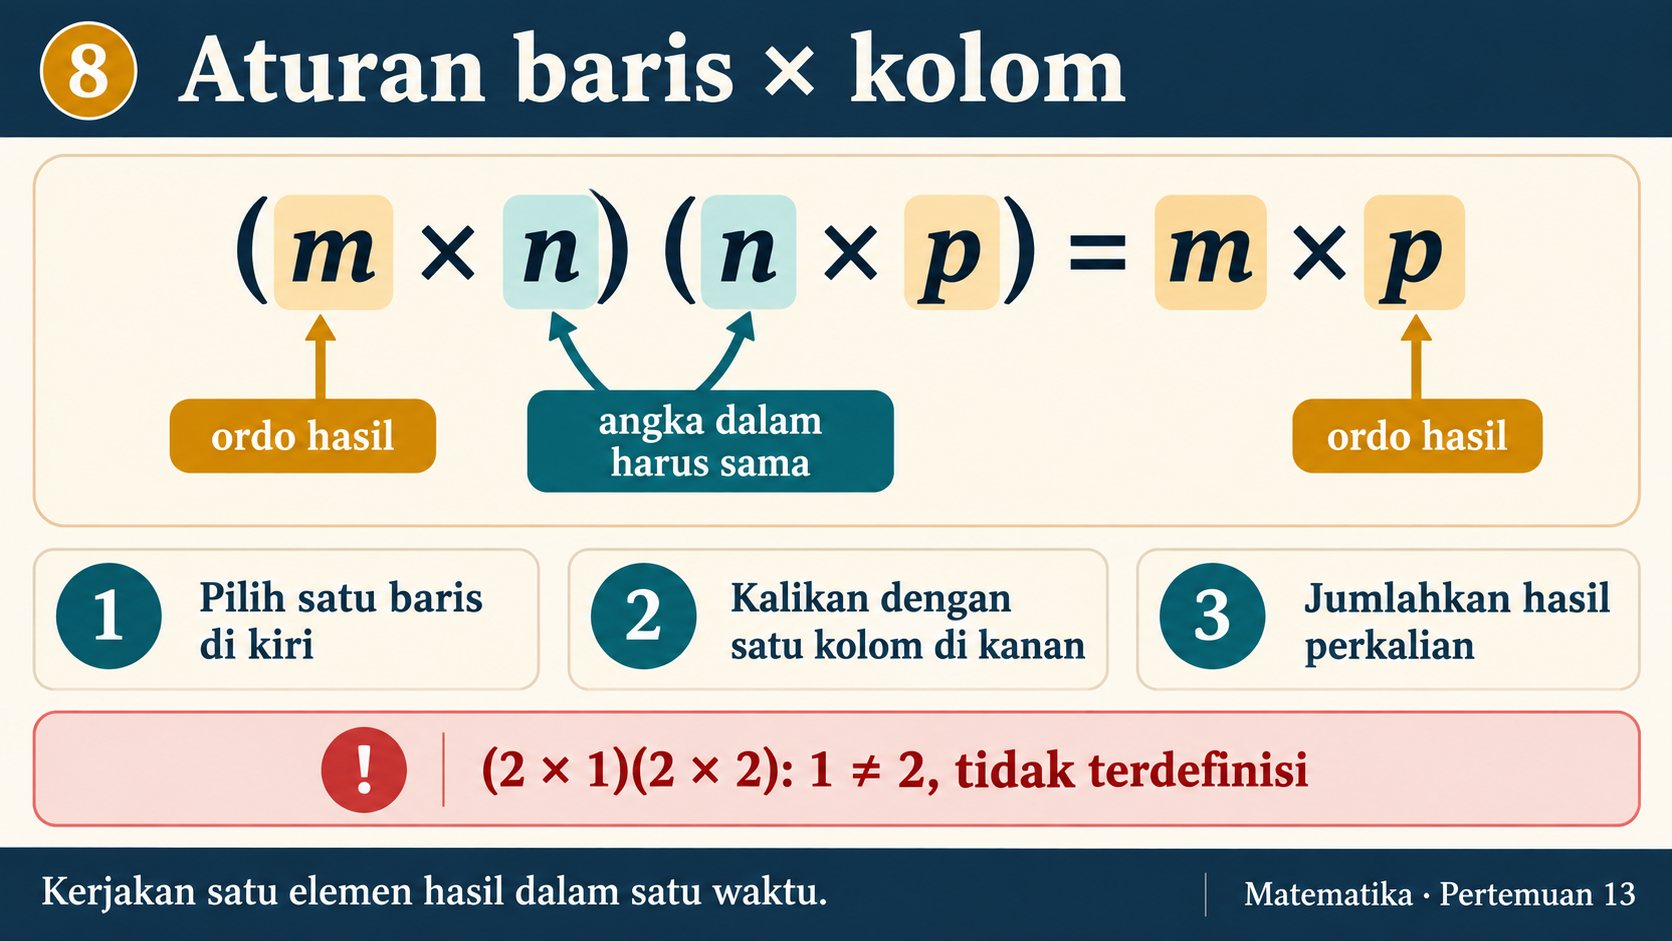 8 Aturan baris × kolom
(m × n) (n × p) = m × p
ordo hasil
angka dalam
harus sama
ordo hasil
1
Pilih satu baris
di kiri
2
Kalikan dengan
satu kolom di kanan
3
Jumlahkan hasil
perkalian
! (2 × 1)(2 × 2): 1 ≠ 2, tidak terdefinisi
Kerjakan satu elemen hasil dalam satu waktu.
Matematika · Pertemuan 13